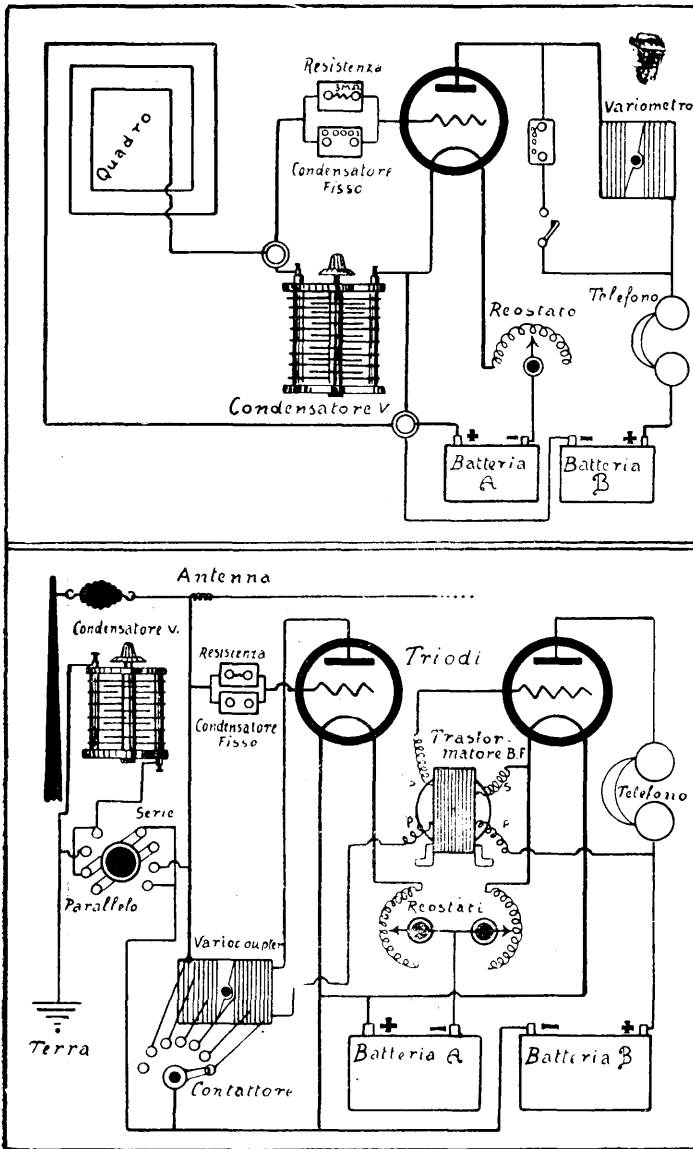 Quadro
Resistenza
3MΩ
Condensatore
Fisso
Variometro
Condensatore V.
Reostato
Telefono
+ −
Batteria
A
− +
Batteria
B
Antenna
Condensatore V.
Resistenza
Condensatore
Fisso
Triodi
Trasfor-
matore B.F
S
S
P
P
Telefono
Serie
Parallelo
Reostati
Variocoupler
Terra
Contattore
+ −
Batteria A
− +
Batteria B